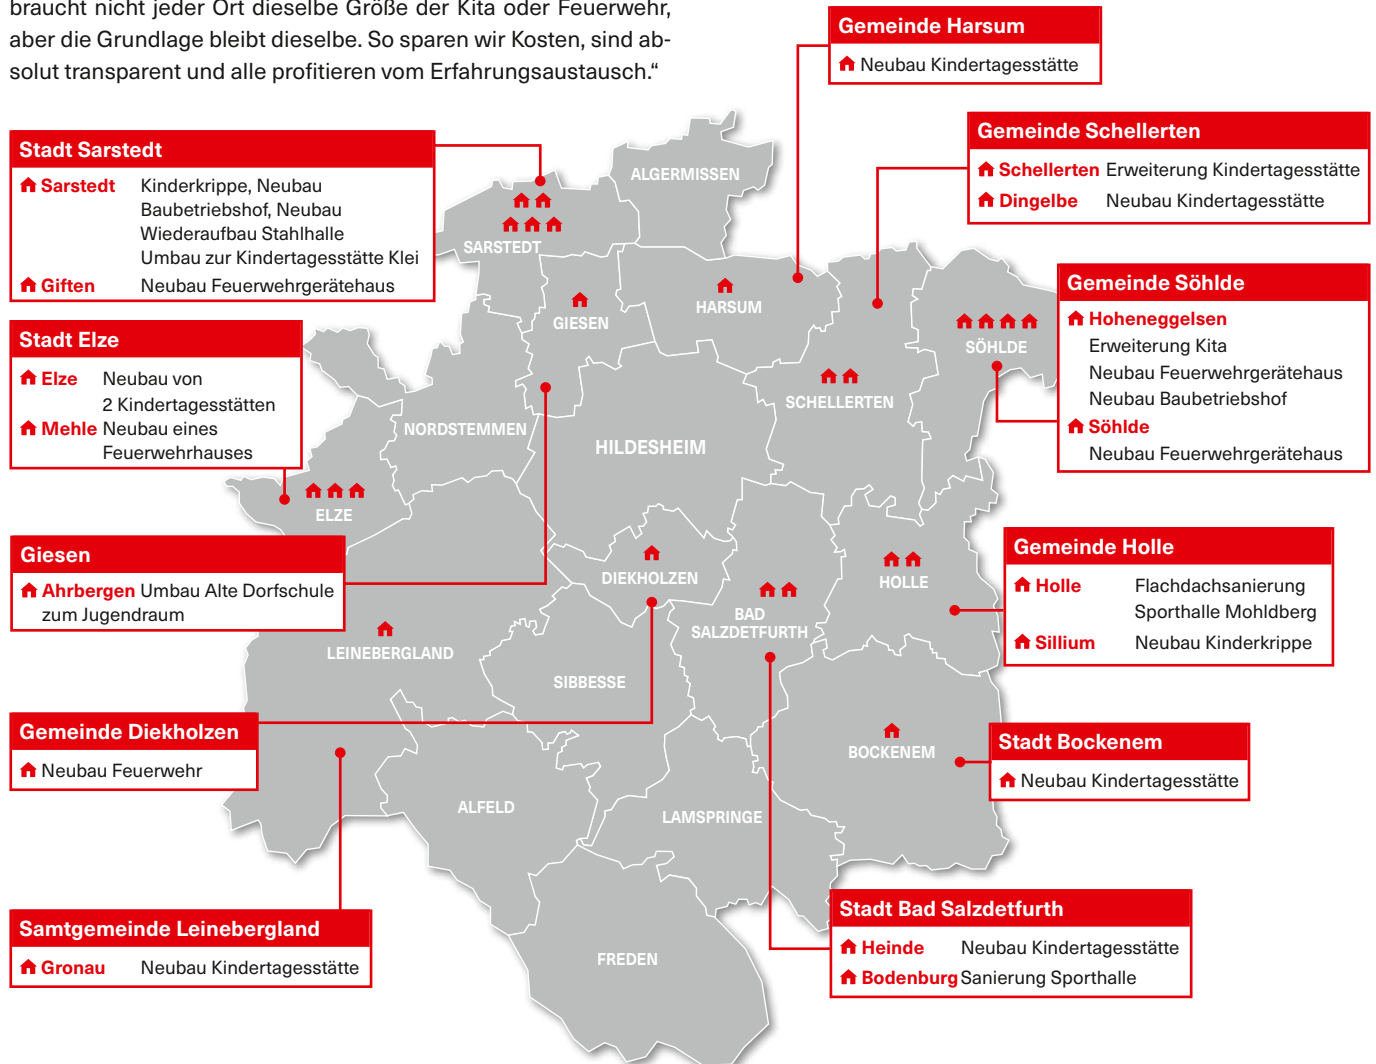 braucht nicht jeder Ort dieselbe Größe der Kita oder Feuerwehr,
aber die Grundlage bleibt dieselbe. So sparen wir Kosten, sind ab-
solut transparent und alle profitieren vom Erfahrungsaustausch.“
Gemeinde Harsum
Neubau Kindertagesstätte
Stadt Sarstedt
Sarstedt Kinderkrippe, Neubau
Baubetriebshof, Neubau
Wiederaufbau Stahlhalle
Umbau zur Kindertagesstätte Klei
Giften Neubau Feuerwehrgerätehaus
Gemeinde Schellerten
Schellerten Erweiterung Kindertagesstätte
Dingelbe Neubau Kindertagesstätte
Gemeinde Söhlde
Hoheneggelsen
Erweiterung Kita
Neubau Feuerwehrgerätehaus
Neubau Baubetriebshof
Söhlde
Neubau Feuerwehrgerätehaus
Stadt Elze
Elze Neubau von
2 Kindertagesstätten
Mehle Neubau eines
Feuerwehrhauses
Giesen
Ahrbergen Umbau Alte Dorfschule
zum Jugendraum
Gemeinde Holle
Holle Flachdachsanierung
Sporthalle Mohldberg
Sillium Neubau Kinderkrippe
Gemeinde Diekholzen
Neubau Feuerwehr
Stadt Bockenem
Neubau Kindertagesstätte
Samtgemeinde Leinebergland
Gronau Neubau Kindertagesstätte
Stadt Bad Salzdetfurth
Heinde Neubau Kindertagesstätte
Bodenburg Sanierung Sporthalle
ALGERMISSEN
SARSTEDT
GIESEN
HARSUM
SÖHLDE
SCHELLERTEN
NORDSTEMMEN
HILDESHEIM
ELZE
DIEKHOLZEN
HOLLE
BAD
SALZDETFURTH
LEINEBERGLAND
SIBBESSE
BOCKENEM
ALFELD
LAMSPRINGE
FREDEN